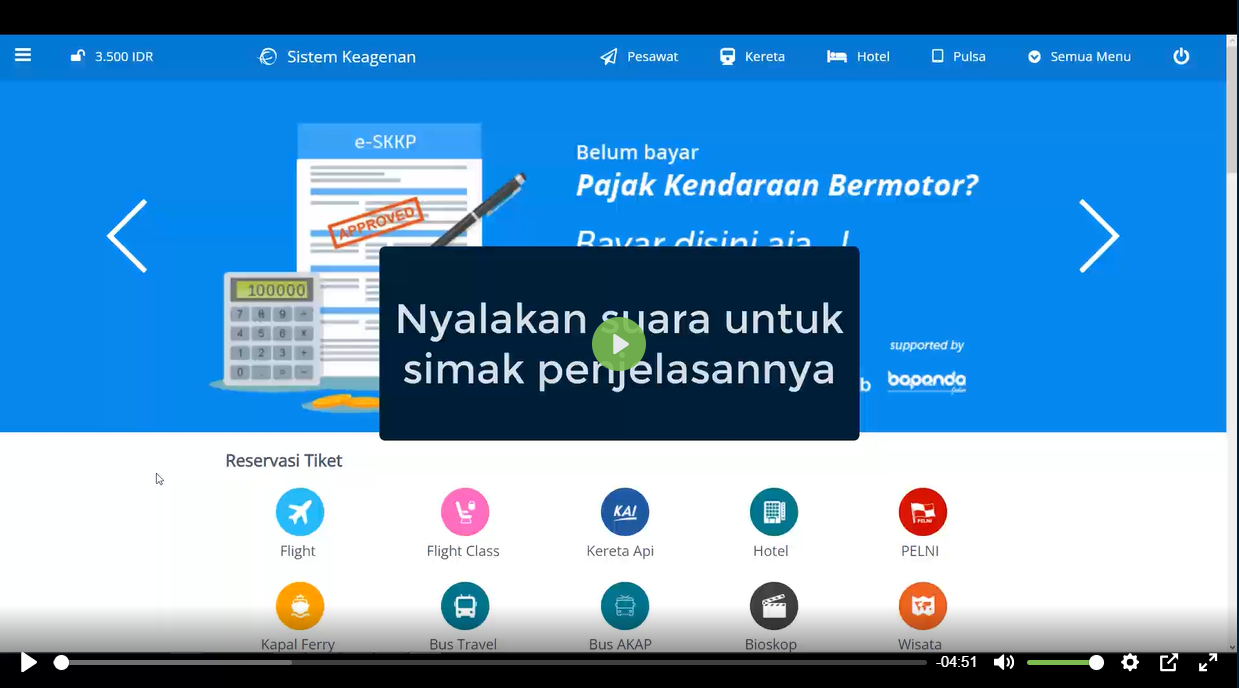 3.500 IDR
Sistem Keagenan
Pesawat
Kereta
Hotel
Pulsa
Semua Menu
e-SKKP
APPROVED
100000
7 8 9 ÷
4 5 6 x
1 2 3 +
0 . = -
Belum bayar
Pajak Kendaraan Bermotor?
Bayar disini aja...!
Nyalakan suara untuk
simak penjelasannya
supported by
b
bapenda
Reservasi Tiket
Flight
Flight Class
KAI
Kereta Api
Hotel
PELNI
PELNI
Kapal Ferry
Bus Travel
Bus AKAP
Bioskop
Wisata
-04:51